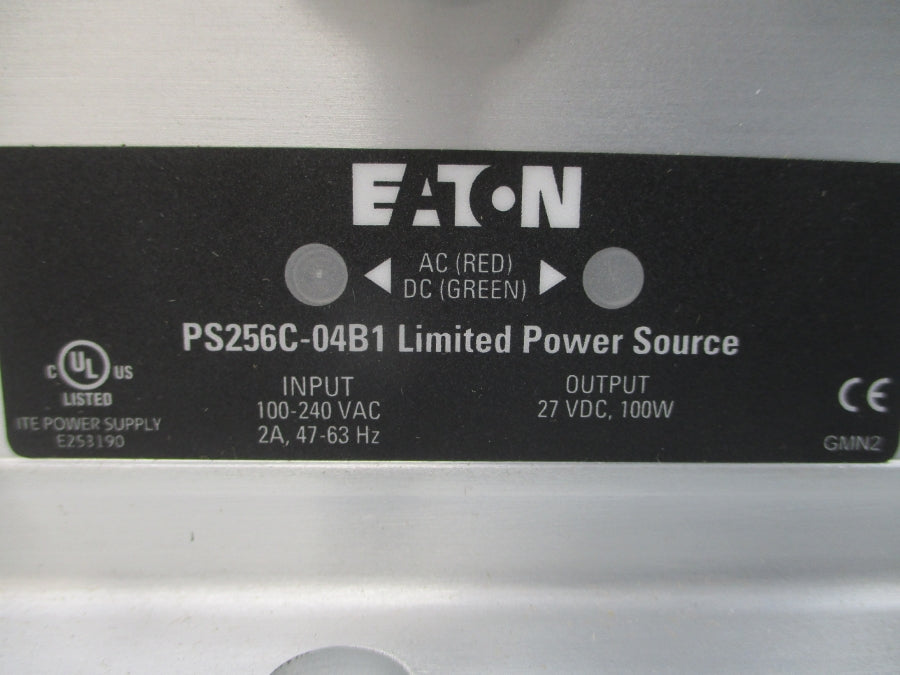 EATON
AC (RED)
DC (GREEN)
PS256C-04B1 Limited Power Source
C UL US
LISTED
ITE POWER SUPPLY
E253190
INPUT
100-240 VAC
2A, 47-63 Hz
OUTPUT
27 VDC, 100W
CE
GMN2